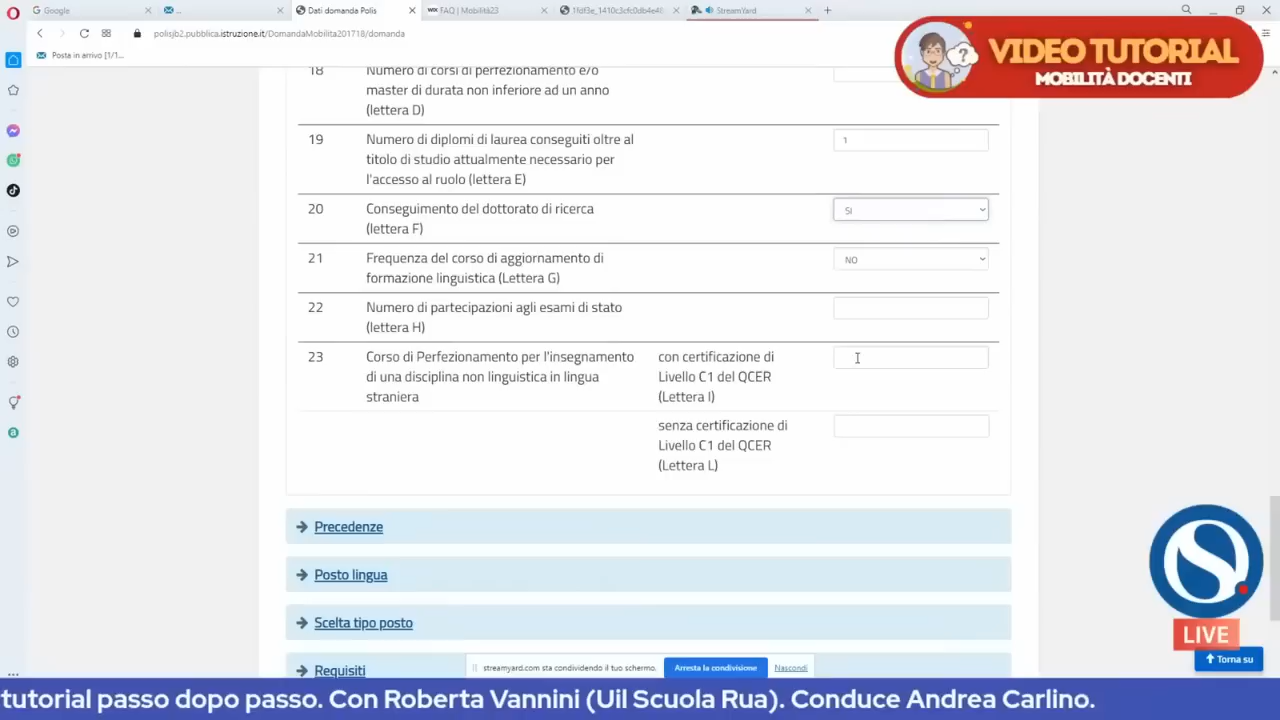 Google
Dati domanda Polis
FAQ | Mobilità23
StreamYard
polisjb2.pubblica.istruzione.it/DomandaMobilita201718/domanda
Posta in arrivo [1/1...
VIDEO TUTORIAL
MOBILITÀ DOCENTI
18 Numero di corsi di perfezionamento e/o
master di durata non inferiore ad un anno
(lettera D)
19 Numero di diplomi di laurea conseguiti oltre al 1
titolo di studio attualmente necessario per
l'accesso al ruolo (lettera E)
20 Conseguimento del dottorato di ricerca SI
(lettera F)
21 Frequenza del corso di aggiornamento di NO
formazione linguistica (Lettera G)
22 Numero di partecipazioni agli esami di stato
(lettera H)
23 Corso di Perfezionamento per l'insegnamento con certificazione di
di una disciplina non linguistica in lingua Livello C1 del QCER
straniera (Lettera I)
senza certificazione di
Livello C1 del QCER
(Lettera L)
Precedenze
Posto lingua
Scelta tipo posto
Requisiti
streamyard.com sta condividendo il tuo schermo. Arresta la condivisione Nascondi
LIVE
Torna su
tutorial passo dopo passo. Con Roberta Vannini (Uil Scuola Rua). Conduce Andrea Carlino.